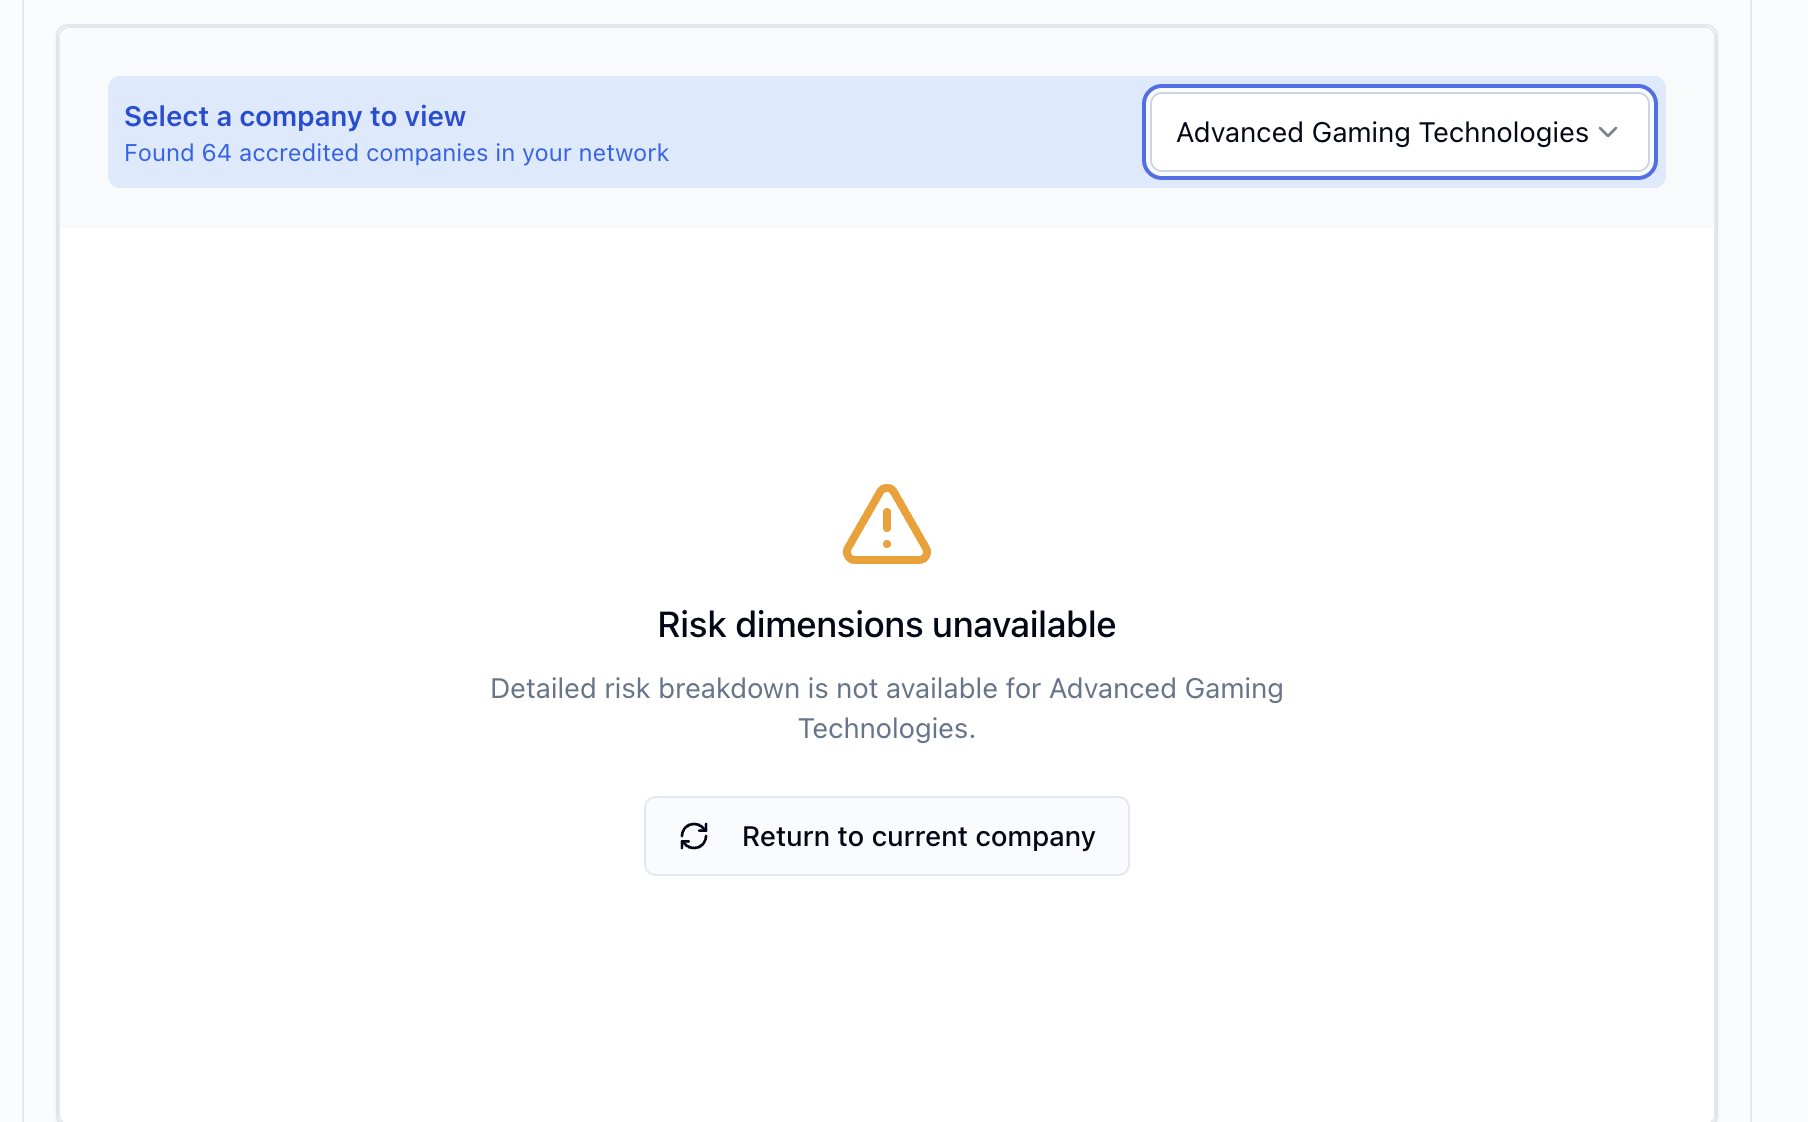 Select a company to view
Found 64 accredited companies in your network
Advanced Gaming Technologies
Risk dimensions unavailable
Detailed risk breakdown is not available for Advanced Gaming
Technologies.
Return to current company